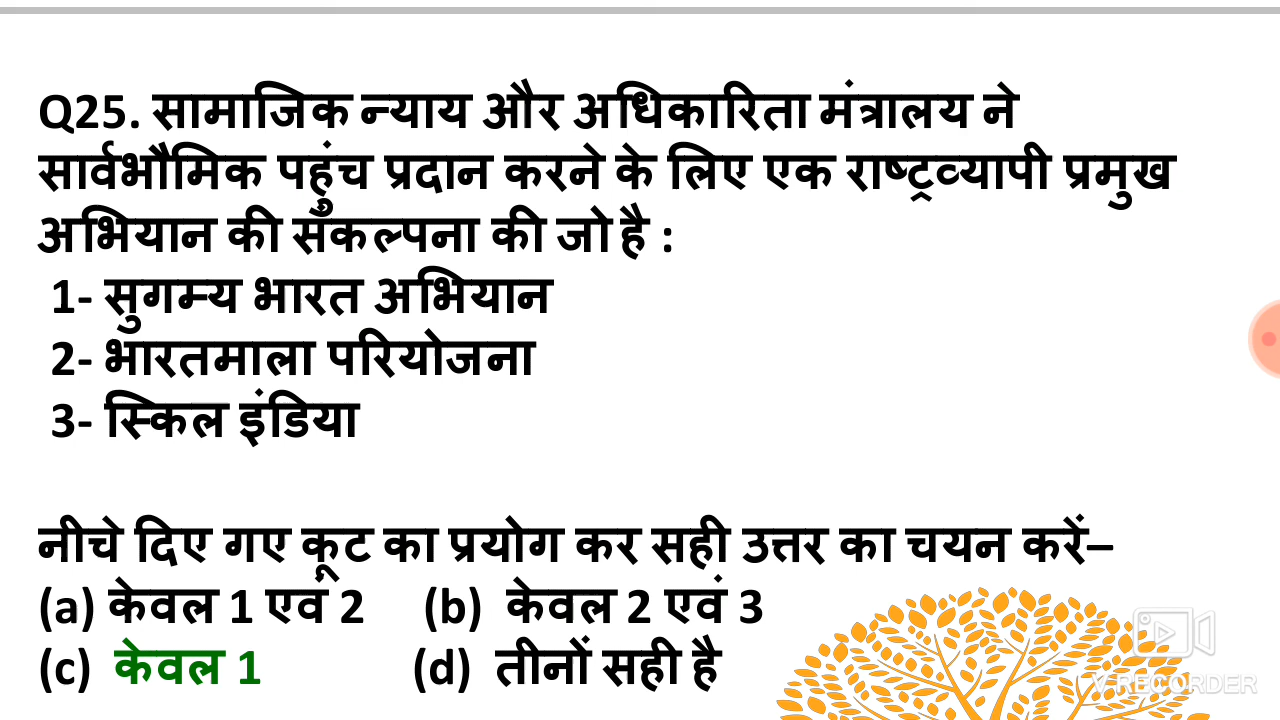 Q25. सामाजिक न्याय और अधिकारिता मंत्रालय ने
सार्वभौमिक पहुंच प्रदान करने के लिए एक राष्ट्रव्यापी प्रमुख
अभियान की संकल्पना की जो है :
1- सुगम्य भारत अभियान
2- भारतमाला परियोजना
3- स्किल इंडिया
नीचे दिए गए कूट का प्रयोग कर सही उत्तर का चयन करें–
(a) केवल 1 एवं 2 (b) केवल 2 एवं 3
(c) केवल 1 (d) तीनों सही है
V-RECORDER